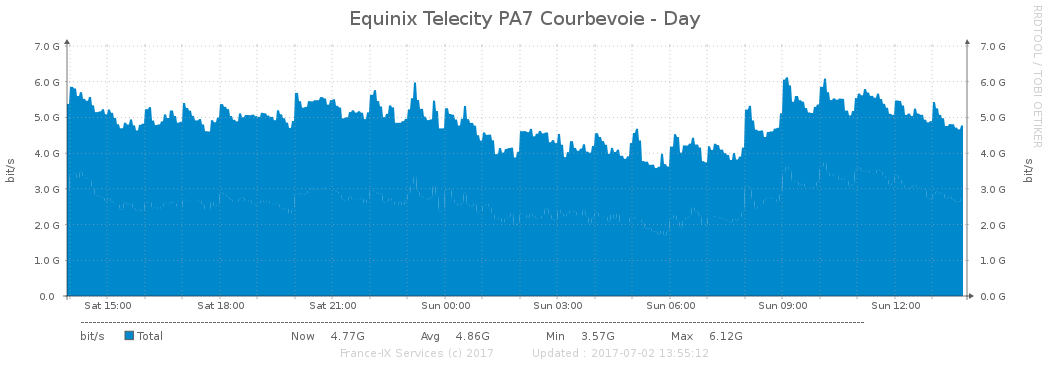 Equinix Telecity PA7 Courbevoie - Day
RRDTOOL / TOBI OETIKER
7.0 G 7.0 G
6.0 G 6.0 G
5.0 G 5.0 G
4.0 G 4.0 G
3.0 G 3.0 G
2.0 G 2.0 G
1.0 G 1.0 G
0.0 0.0 G
bit/s
bit/s
Sat 15:00 Sat 18:00 Sat 21:00 Sun 00:00 Sun 03:00 Sun 06:00 Sun 09:00 Sun 12:00
bit/s Total Now 4.77G Avg 4.86G Min 3.57G Max 6.12G
France-IX Services (c) 2017 Updated : 2017-07-02 13:55:12